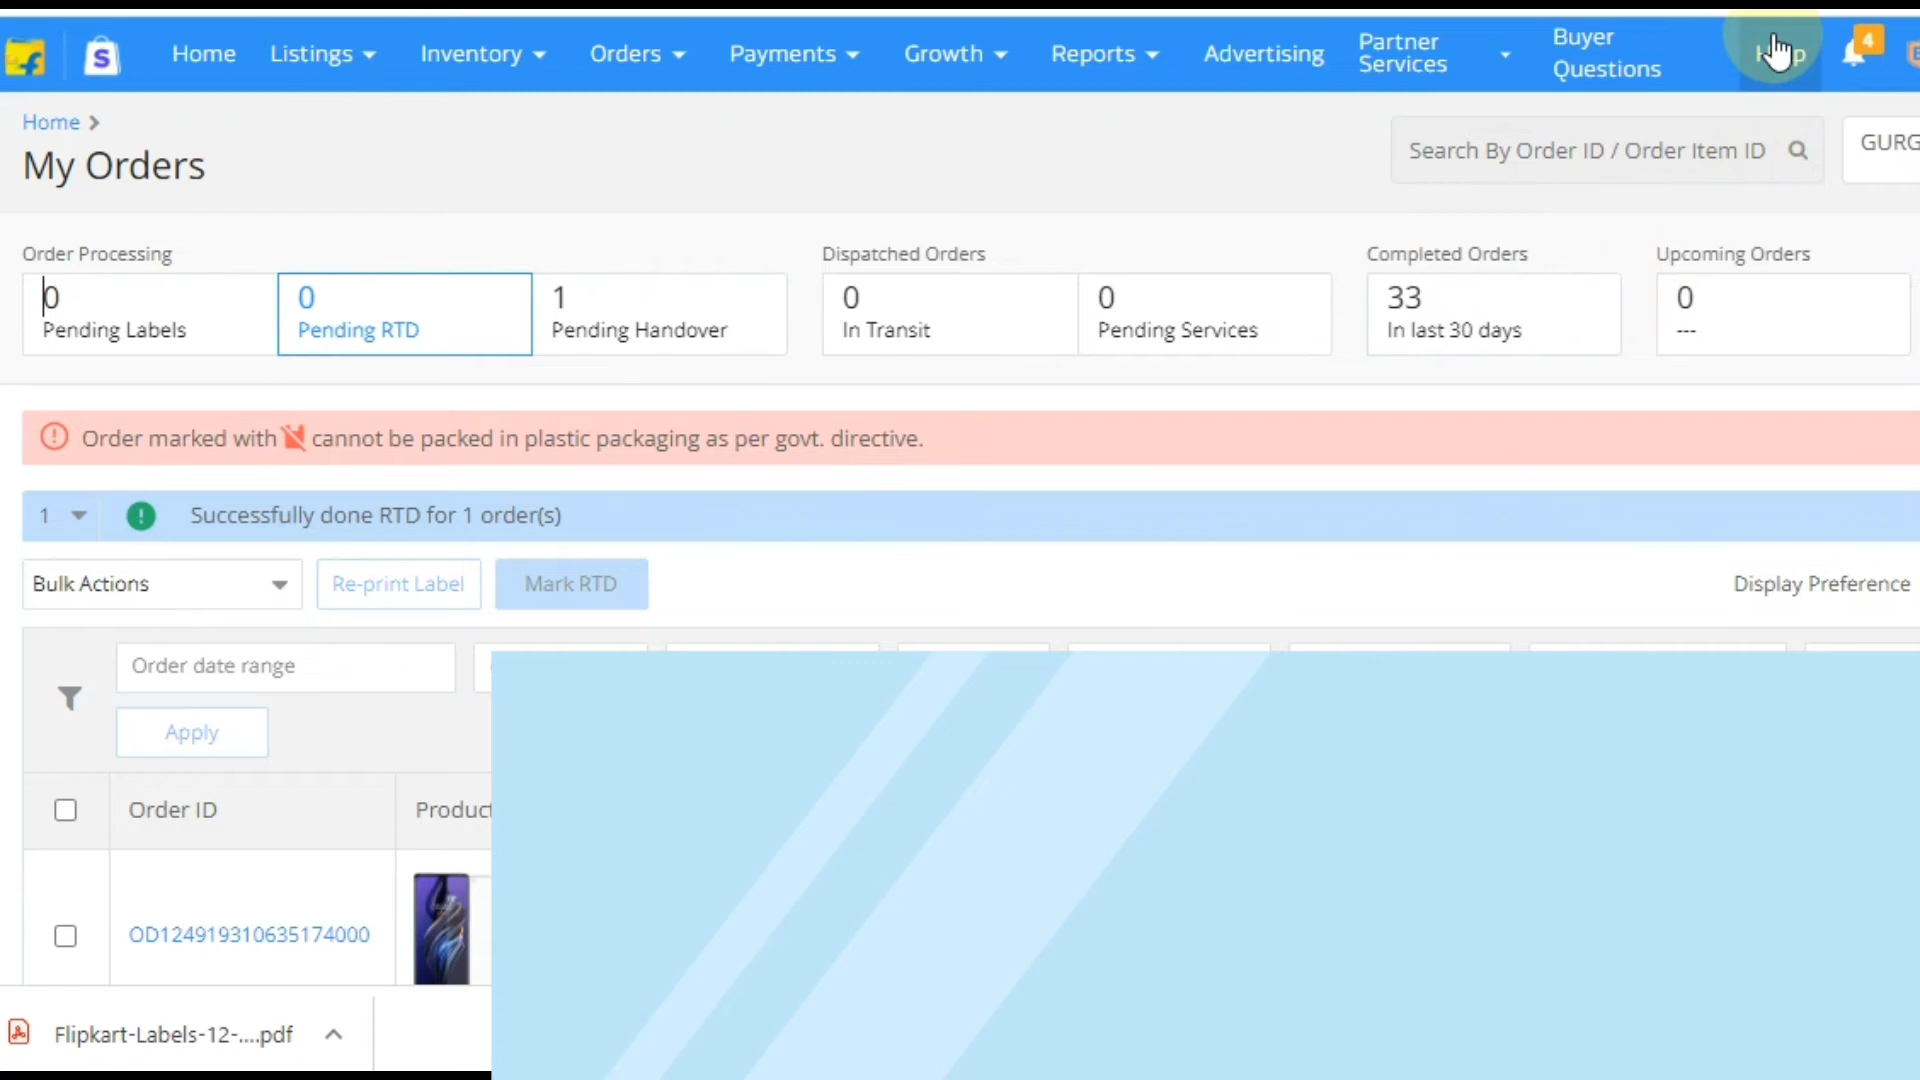 S
Home
Listings
Inventory
Orders
Payments
Growth
Reports
Advertising
Partner
Services
Buyer
Questions
4
Home
My Orders
Search By Order ID / Order Item ID
GURG
Order Processing
0
Pending Labels
0
Pending RTD
1
Pending Handover
Dispatched Orders
0
In Transit
0
Pending Services
Completed Orders
33
In last 30 days
Upcoming Orders
0
---
Order marked with cannot be packed in plastic packaging as per govt. directive.
1
Successfully done RTD for 1 order(s)
Bulk Actions
Re-print Label
Mark RTD
Display Preference
Order date range
Apply
Order ID
Product
OD124919310635174000
Flipkart-Labels-12-....pdf